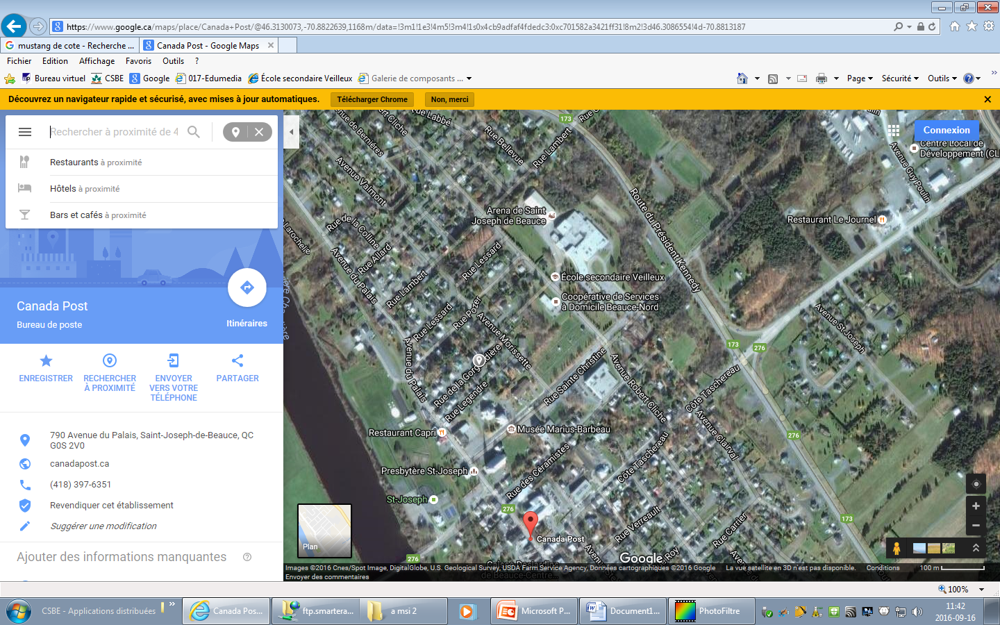 https://www.google.ca/maps/place/Canada+Post/@46.3130073,-70.8822639,1168m/data=!3m1!1e3!4m5!3m4!1s0x4cb9adfaf4fdedc3:0xc701582a3421ff31!8m2!3d46.3086554!4d-70.8813187
mustang de cote - Recherche ...
Canada Post - Google Maps
Fichier Edition Affichage Favoris Outils ?
Bureau virtuel CSBE Google 017-Edumedia École secondaire Veilleux Galerie de composants ...
Page Sécurité Outils
Découvrez un navigateur rapide et sécurisé, avec mises à jour automatiques. Télécharger Chrome Non, merci
Rechercher à proximité de 4
Restaurants à proximité
Hôtels à proximité
Bars et cafés à proximité
Canada Post
Bureau de poste
Itinéraires
ENREGISTRER
RECHERCHER
À PROXIMITÉ
ENVOYER
VERS VOTRE
TÉLÉPHONE
PARTAGER
790 Avenue du Palais, Saint-Joseph-de-Beauce, QC
G0S 2V0
canadapost.ca
(418) 397-6351
Revendiquer cet établissement
Suggérer une modification
Ajouter des informations manquantes
Connexion
Rue Labbé
173
Rue Bellevue
Rue Lambert
Avenue Valmont
Centre Local de
Développement (CL
Avenue Guy Poulin
Route du Président Kennedy
Arena de Saint
Joseph de Beauce
Restaurant Le Journel
Rue de la Colline
Larochelle
Rue Allard
Rue Lessard
Avenue du Palais
Rue Lambert
École secondaire Veilleux
Coopérative de Services
à Domicile Beauce-Nord
Rue Pozer
Rue Lessard
Avenue Morissette
Avenue St-Joseph
173
276
Avenue du Palais
Rue de la Gorgendière
Rue Legendre
Rue Sainte Christine
Avenue Robert Cliche
Côte Taschereau
Avenue Clairval
Restaurant Capri
Musée Marius-Barbeau
276
Presbytère St-Joseph
Rue des Céramistes
Côte Taschereau
St-Joseph
276
Rue Verreault
Rue Carrier
173
Canada Post
276
Plan
Google
100 m
Images ©2016 Cnes/Spot Image, DigitalGlobe, U.S. Geological Survey, USDA Farm Service Agency, Données cartographiques ©2016 Google La vue satellite en 3D n'est pas disponible. Conditions
Envoyer des commentaires
100%
CSBE - Applications distribuées
Canada Pos...
ftp.smartera...
a msi 2
Microsoft P...
Document1...
PhotoFiltre
11:42
2016-09-16